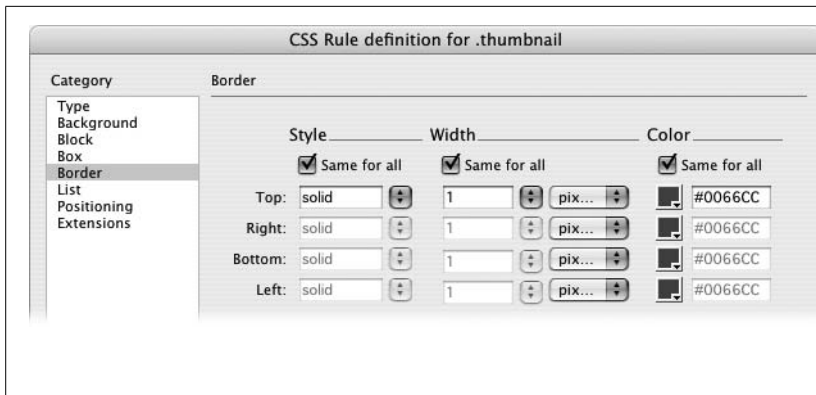 CSS Rule definition for .thumbnail
Category
Border
Type
Background
Block
Box
Border
List
Positioning
Extensions
Style Width Color
Same for all Same for all Same for all
Top: solid 1 pix... #0066CC
Right: solid 1 pix... #0066CC
Bottom: solid 1 pix... #0066CC
Left: solid 1 pix... #0066CC